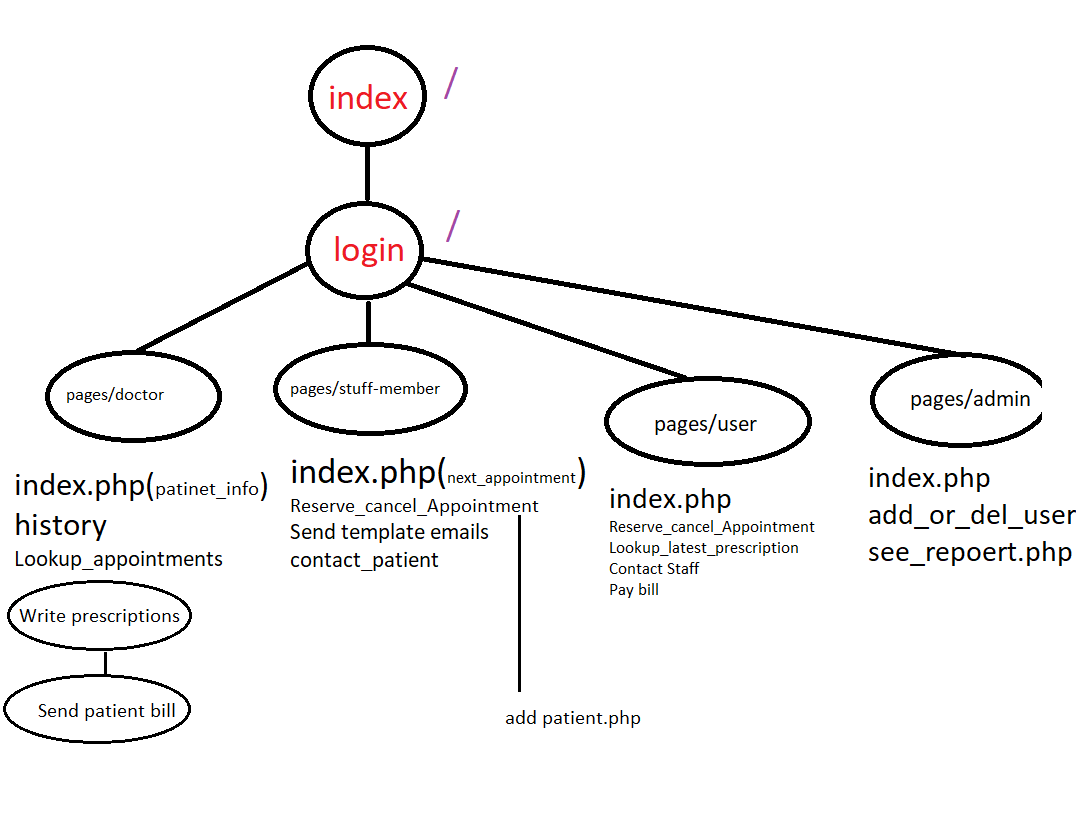 index /
login /
pages/doctor
pages/stuff-member
pages/user
pages/admin
index.php(patinet_info)
history
Lookup_appointments
Write prescriptions
Send patient bill
index.php(next_appointment)
Reserve_cancel_Appointment
Send template emails
contact_patient
add patient.php
index.php
Reserve_cancel_Appointment
Lookup_latest_prescription
Contact Staff
Pay bill
index.php
add_or_del_user
see_repoert.php